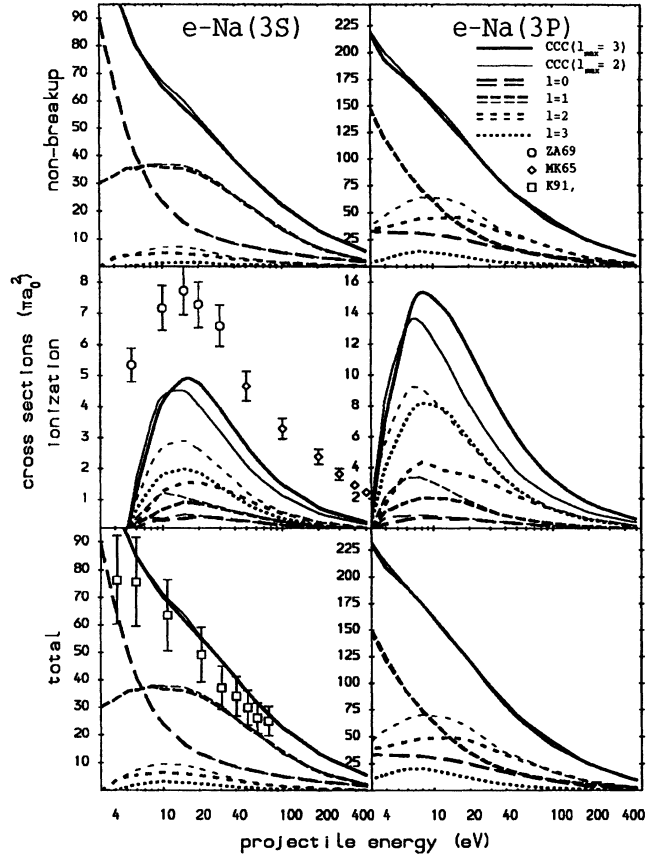 90
80
70
60
50
40
30
20
10
non-breakup
e-Na(3S)
225
200
175
150
125
100
75
50
25
e-Na(3P)
CCC(l_max= 3)
CCC(l_max= 2)
l=0
l=1
l=2
l=3
ZA69
MK65
K91,
cross sections (πa₀²)
ionization
8
7
6
5
4
3
2
1
16
14
12
10
8
6
4
2
total
90
80
70
60
50
40
30
20
10
225
200
175
150
125
100
75
50
25
4 10 20 40 100 200 400
4 10 20 40 100 200 400
projectile energy (eV)